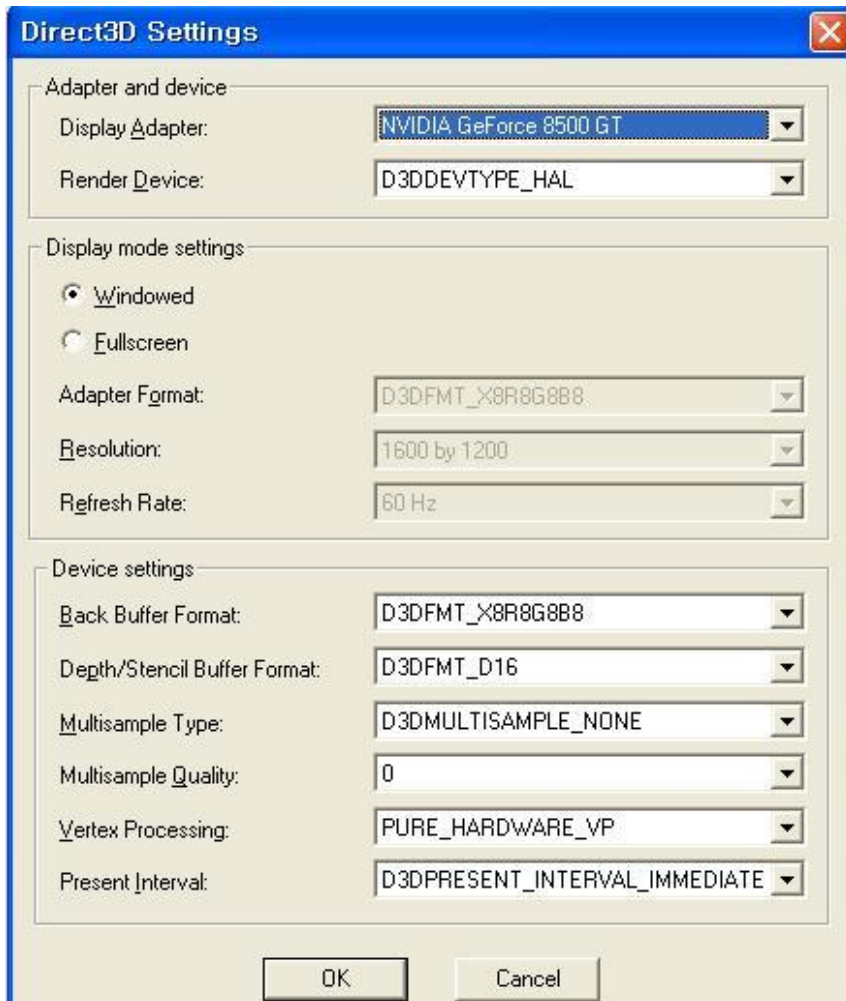 Direct3D Settings
Adapter and device
Display Adapter: NVIDIA GeForce 8500 GT
Render Device: D3DDEVTYPE_HAL
Display mode settings
Windowed
Fullscreen
Adapter Format: D3DFMT_X8R8G8B8
Resolution: 1600 by 1200
Refresh Rate: 60 Hz
Device settings
Back Buffer Format: D3DFMT_X8R8G8B8
Depth/Stencil Buffer Format: D3DFMT_D16
Multisample Type: D3DMULTISAMPLE_NONE
Multisample Quality: 0
Vertex Processing: PURE_HARDWARE_VP
Present Interval: D3DPRESENT_INTERVAL_IMMEDIATE
OK Cancel